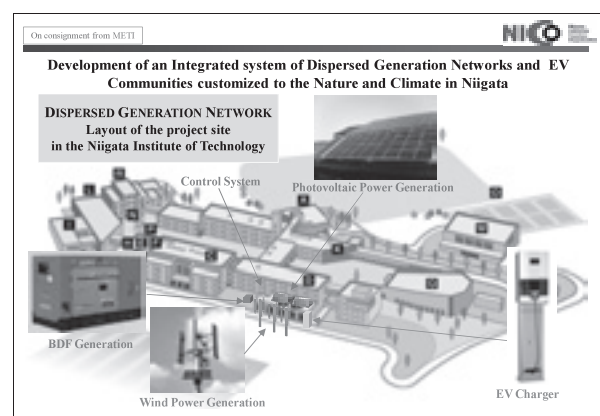 On consignment from METI
NICO
Development of an Integrated system of Dispersed Generation Networks and EV
Communities customized to the Nature and Climate in Niigata
DISPERSED GENERATION NETWORK
Layout of the project site
in the Niigata Institute of Technology
Control System
Photovoltaic Power Generation
BDF Generation
Wind Power Generation
EV Charger